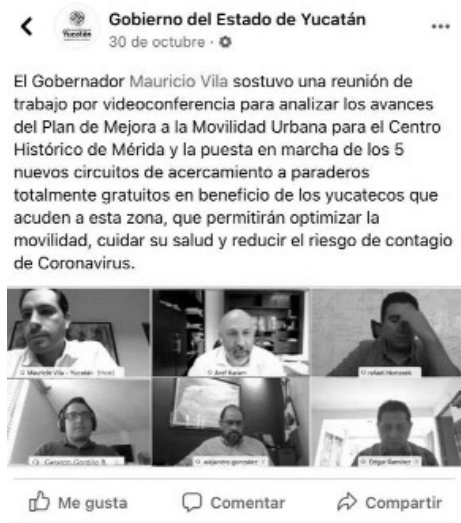 Gobierno del Estado de Yucatán
Yucatán
30 de octubre ·
El Gobernador Mauricio Vila sostuvo una reunión de
trabajo por videoconferencia para analizar los avances
del Plan de Mejora a la Movilidad Urbana para el Centro
Histórico de Mérida y la puesta en marcha de los 5
nuevos circuitos de acercamiento a paraderos
totalmente gratuitos en beneficio de los yucatecos que
acuden a esta zona, que permitirán optimizar la
movilidad, cuidar su salud y reducir el riesgo de contagio
de Coronavirus.
Mauricio Vila - Yucatán (Host)
Karam
rafael
Gerardo Gordillo B.
alejandro gonzalez
Edgar Ramírez
Me gusta
Comentar
Compartir